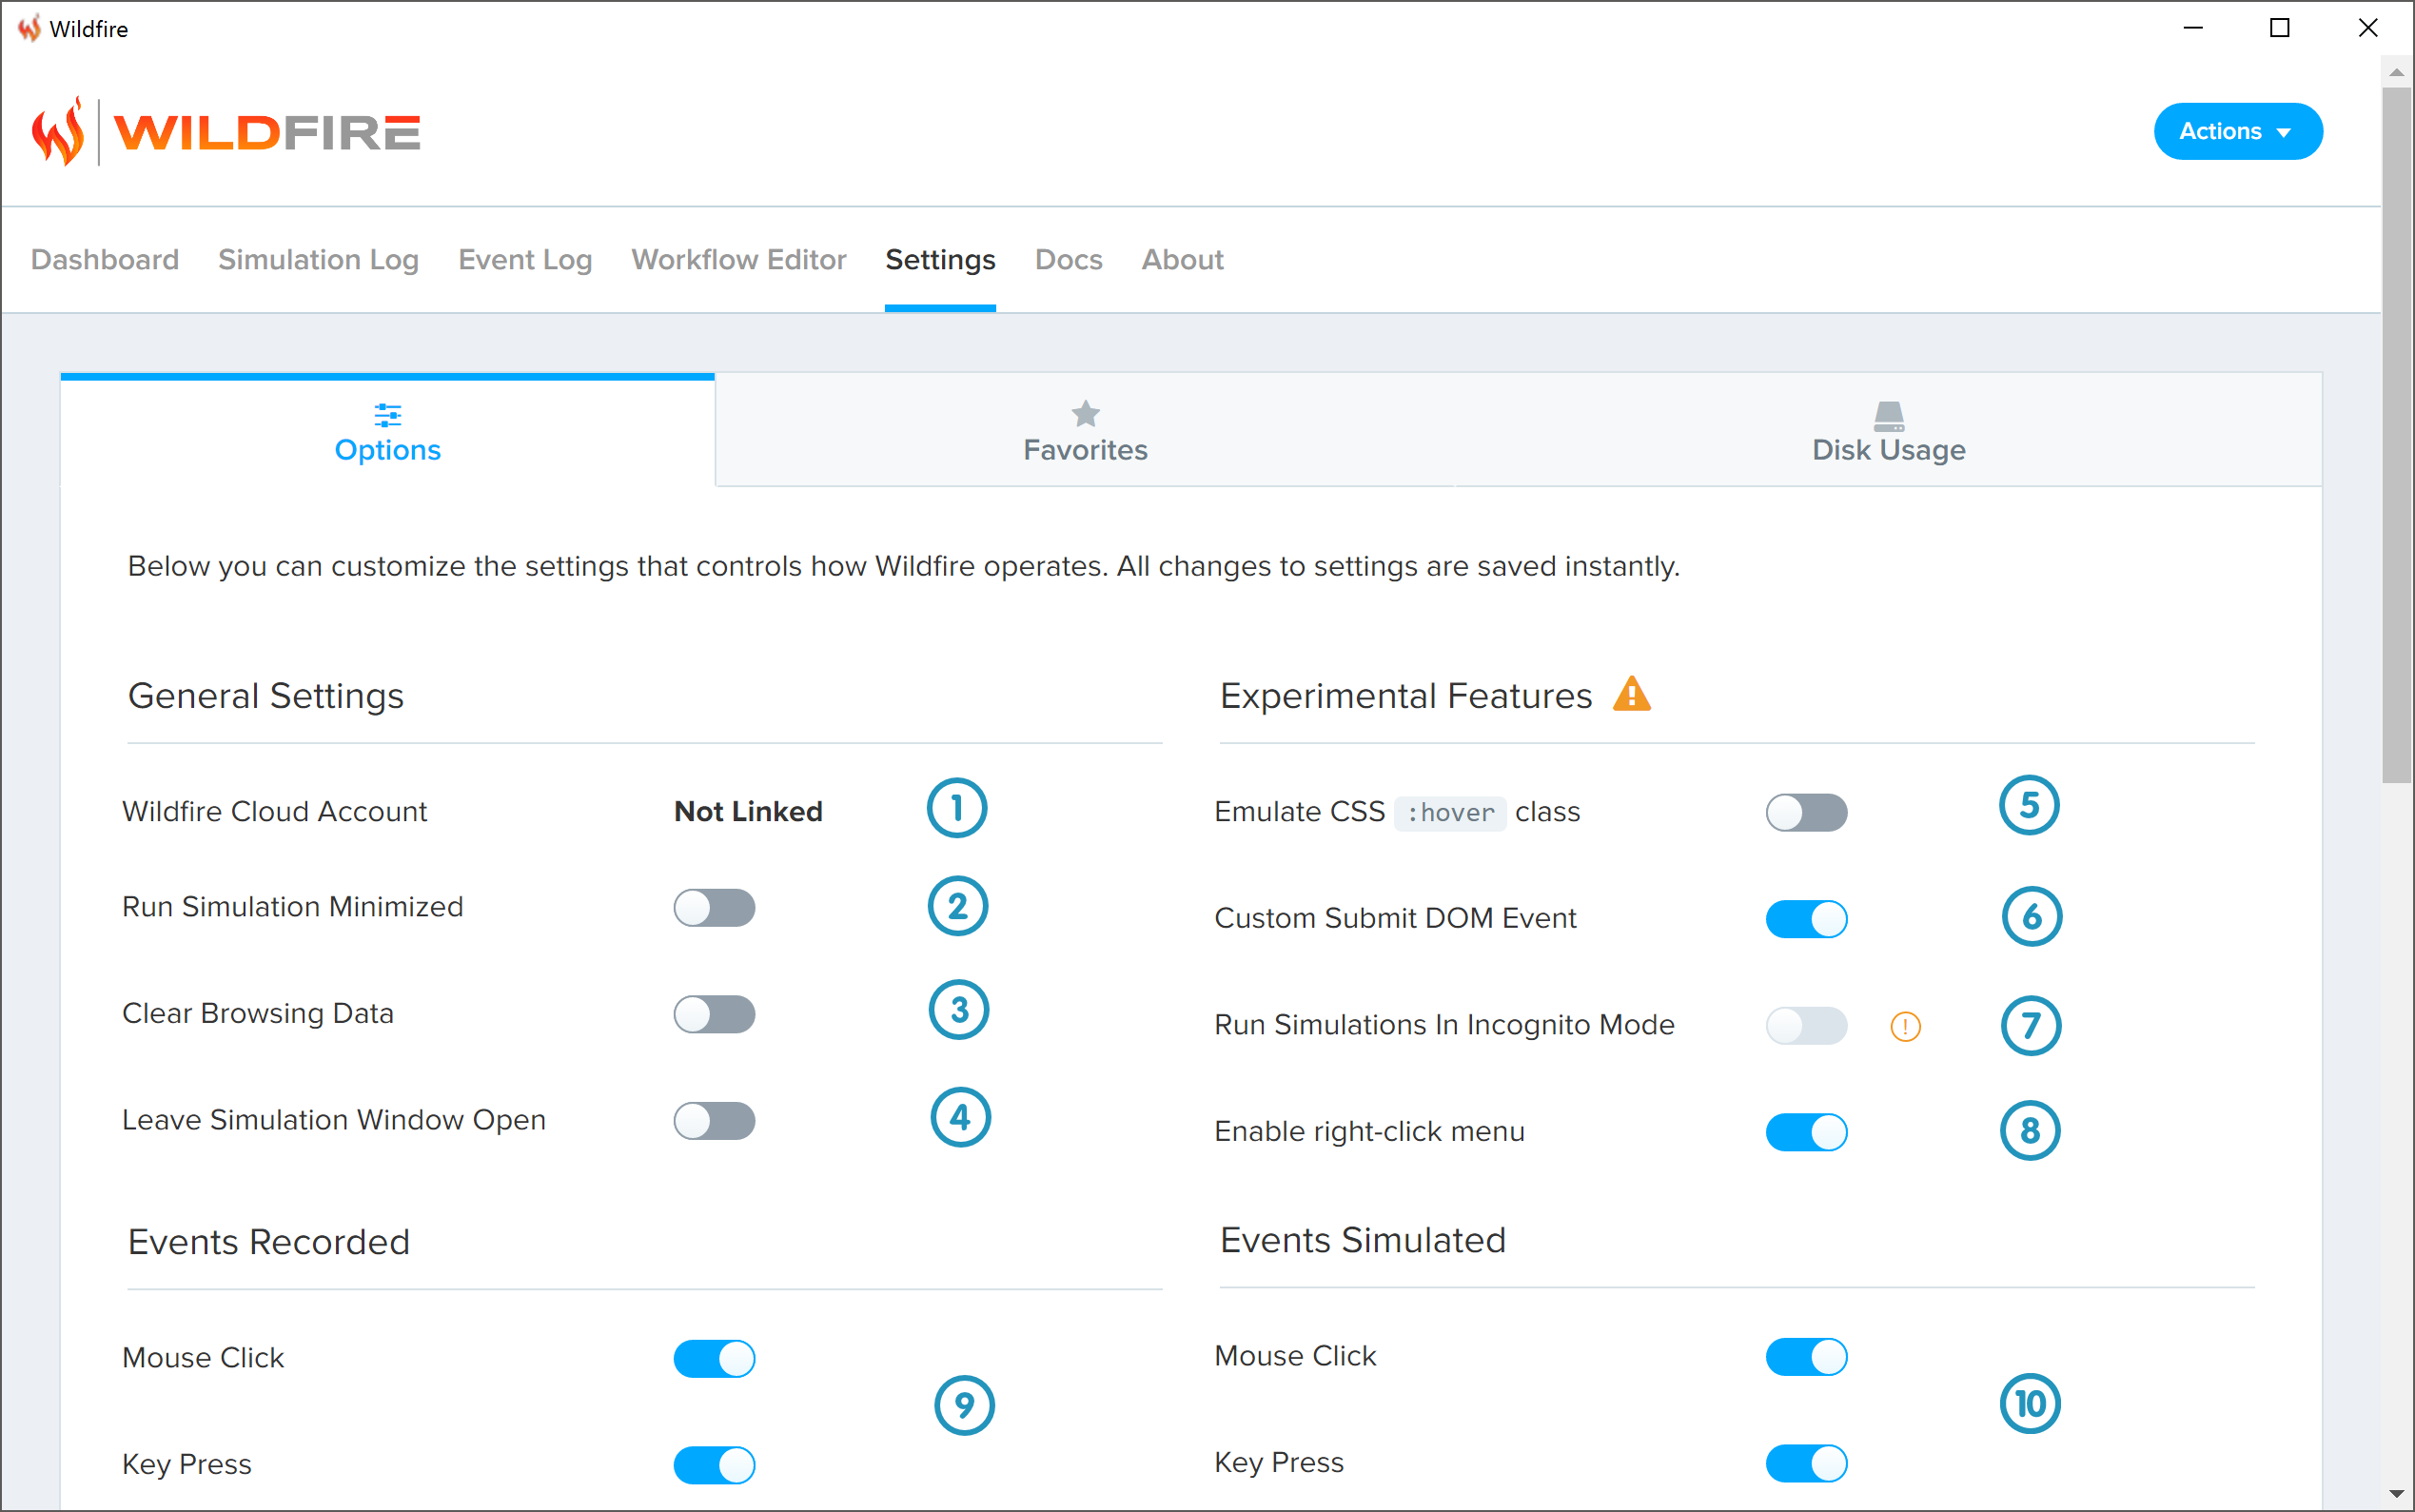 Wildfire
WILDFIRE
Actions
Dashboard Simulation Log Event Log Workflow Editor Settings Docs About
Options Favorites Disk Usage
Below you can customize the settings that controls how Wildfire operates. All changes to settings are saved instantly.
General Settings
Wildfire Cloud Account Not Linked 1
Run Simulation Minimized 2
Clear Browsing Data 3
Leave Simulation Window Open 4
Experimental Features
Emulate CSS :hover class 5
Custom Submit DOM Event 6
Run Simulations In Incognito Mode 7
Enable right-click menu 8
Events Recorded
Mouse Click
9
Key Press
Events Simulated
Mouse Click
10
Key Press